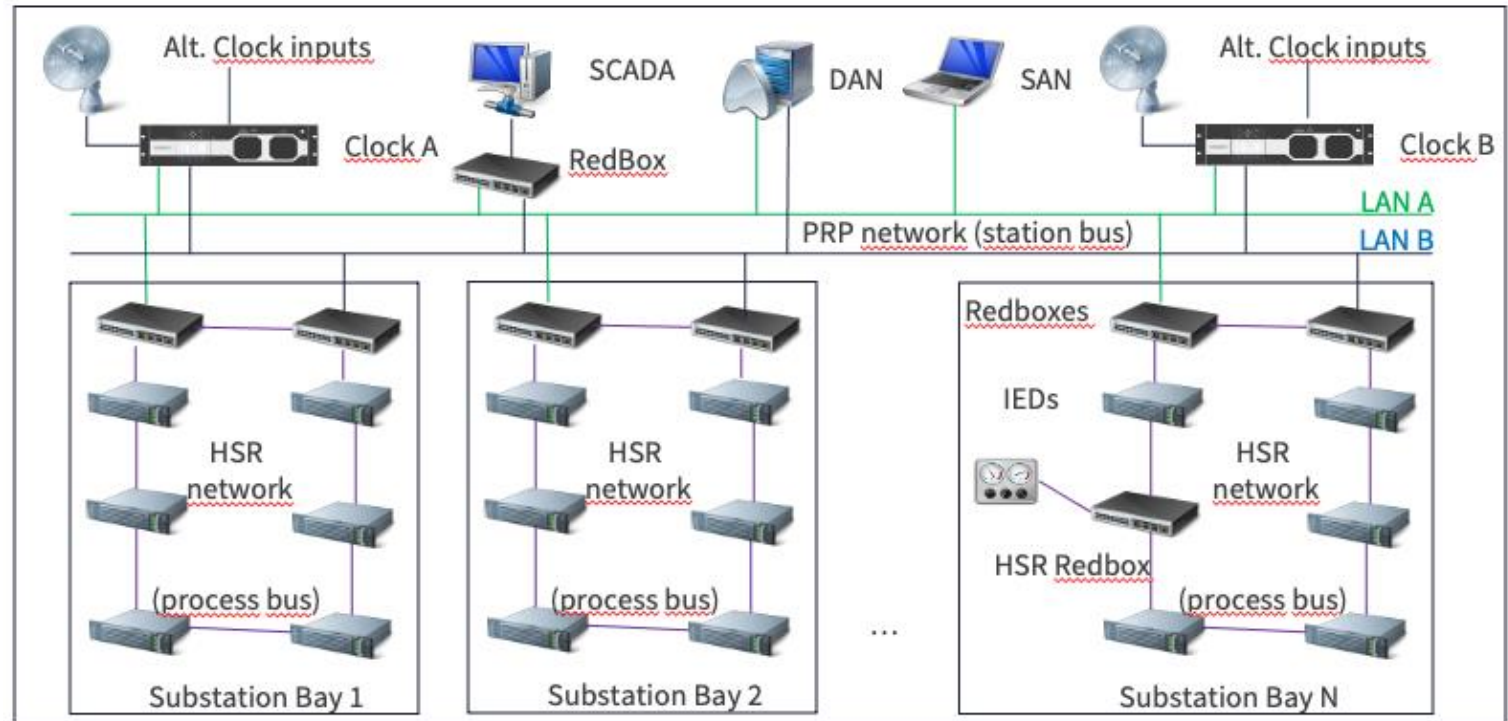 Alt. Clock inputs
SCADA
DAN
SAN
Alt. Clock inputs
Clock A
RedBox
Clock B
LAN A
PRP network (station bus)
LAN B
Redboxes
IEDs
HSR
network
HSR
network
HSR
network
HSR Redbox
(process bus)
(process bus)
(process bus)
...
Substation Bay 1
Substation Bay 2
Substation Bay N